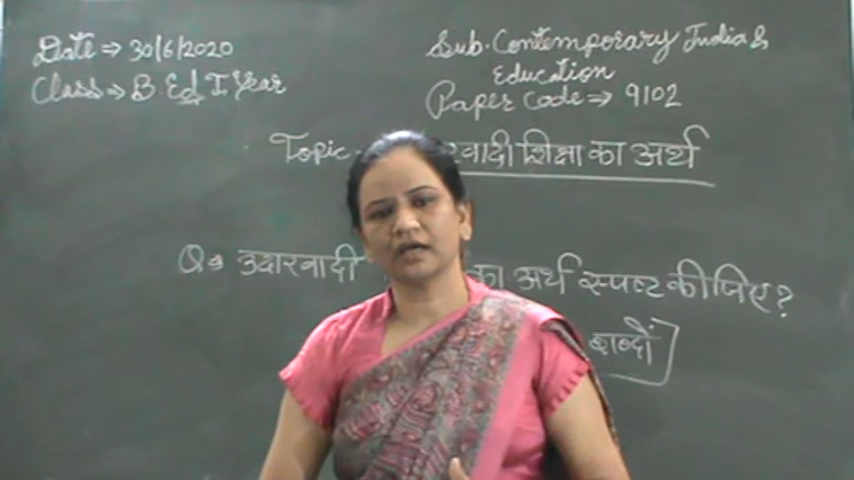 Date → 30/6/2020
Class → B.Ed I Year
Sub. Contemporary India &
Education
Paper Code → 9102
Topic - वादी शिक्षा का अर्थ
Q → उदारवादी का अर्थ स्पष्ट कीजिए?
शब्दों]